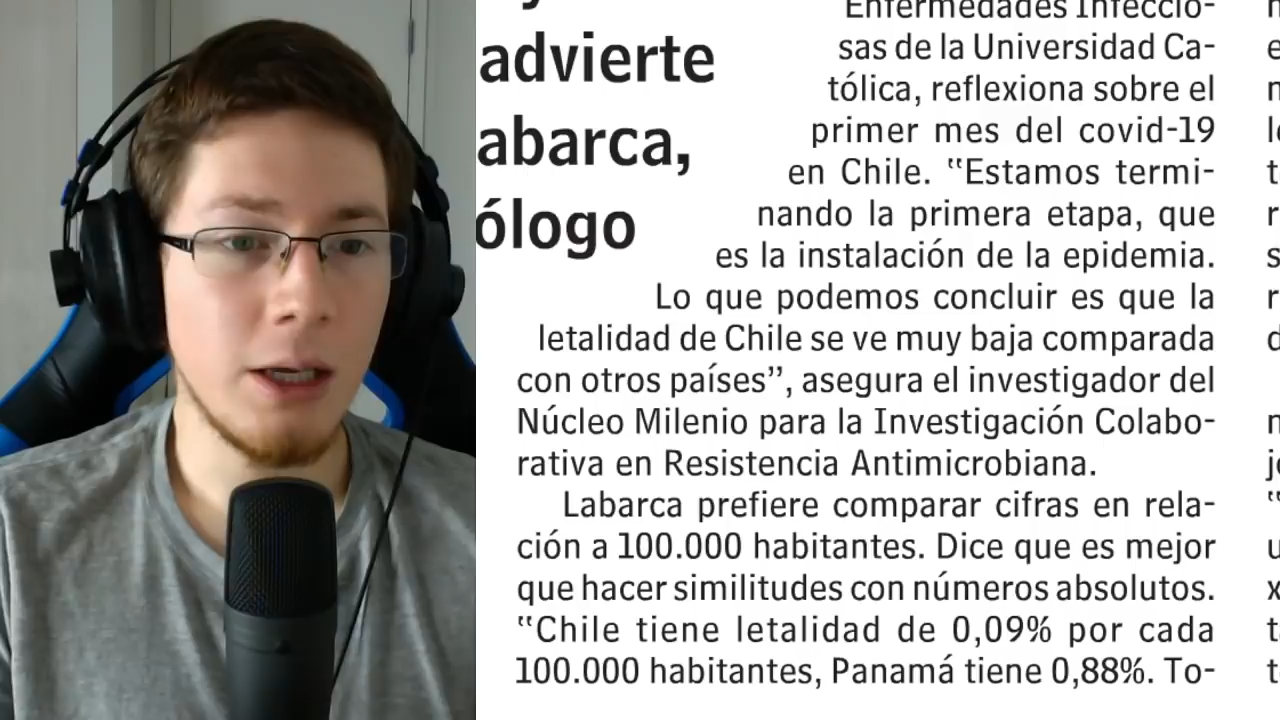 advierte
abarca,
ólogo
Enfermedades Infeccio-
sas de la Universidad Ca-
tólica, reflexiona sobre el
primer mes del covid-19
en Chile. "Estamos termi-
nando la primera etapa, que
es la instalación de la epidemia.
Lo que podemos concluir es que la
letalidad de Chile se ve muy baja comparada
con otros países”, asegura el investigador del
Núcleo Milenio para la Investigación Colabo-
rativa en Resistencia Antimicrobiana.
Labarca prefiere comparar cifras en rela-
ción a 100.000 habitantes. Dice que es mejor
que hacer similitudes con números absolutos.
"Chile tiene letalidad de 0,09% por cada
100.000 habitantes, Panamá tiene 0,88%. To-